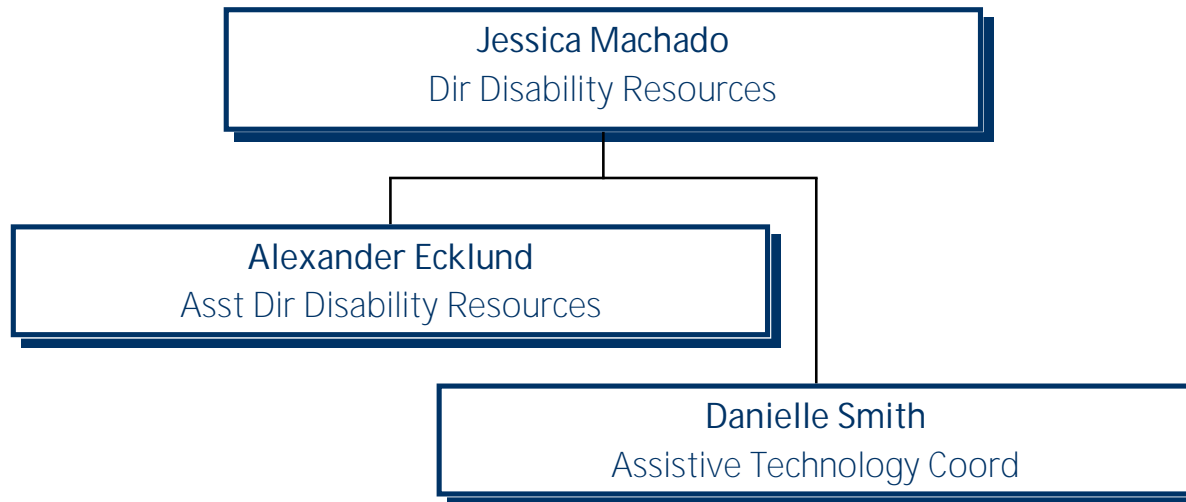 Jessica Machado
Dir Disability Resources
Alexander Ecklund
Asst Dir Disability Resources
Danielle Smith
Assistive Technology Coord